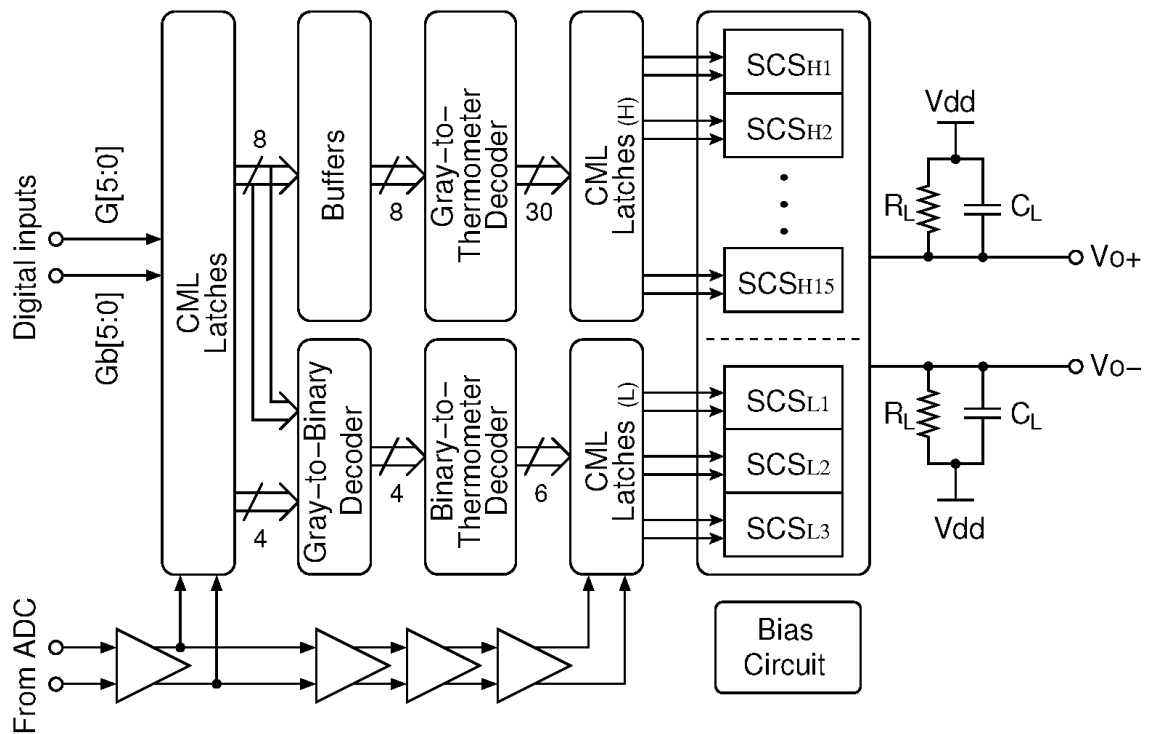 Digital inputs
G[5:0]
Gb[5:0]
CML
Latches
8
4
Buffers
8
Gray-to-
Thermometer
Decoder
30
CML
Latches (H)
SCSH1
SCSH2
SCSH15
Gray-to-Binary
Decoder
4
Binary-to-
Thermometer
Decoder
6
CML
Latches (L)
SCSL1
SCSL2
SCSL3
Vdd
RL
CL
Vo+
Vo-
RL
CL
Vdd
From ADC
Bias
Circuit